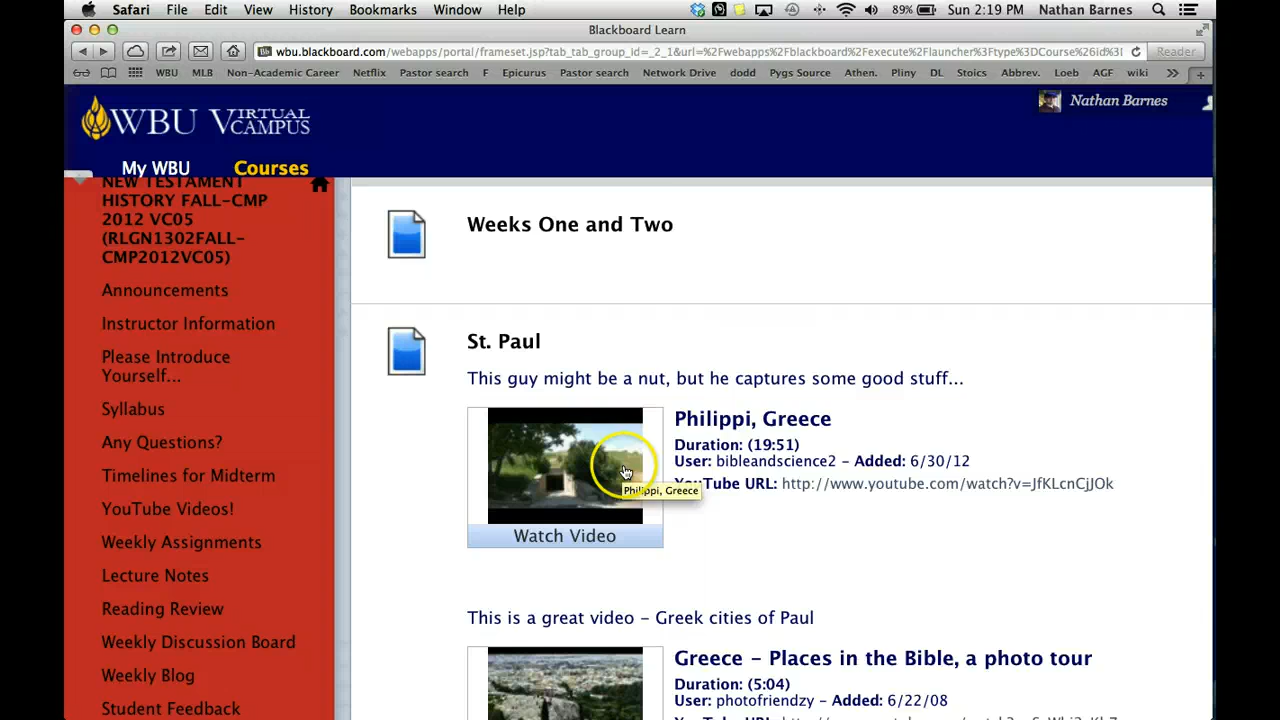 Safari File Edit View History Bookmarks Window Help 89% Sun 2:19 PM Nathan Barnes
Blackboard Learn
wbu.blackboard.com/webapps/portal/frameset.jsp?tab_tab_group_id=_2_1&url=%2Fwebapps%2Fblackboard%2Fexecute%2Flauncher%3Ftype%3DCourse%26id%3 Reader
WBU MLB Non-Academic Career Netflix Pastor search F Epicurus Pastor search Network Drive dodd Pygs Source Athen. Pliny DL Stoics Abbrev. Loeb AGF wiki >> +
WBU VIRTUAL CAMPUS
Nathan Barnes
My WBU Courses
NEW TESTAMENT
HISTORY FALL-CMP
2012 VC05
(RLGN1302FALL-
CMP2012VC05)
Announcements
Instructor Information
Please Introduce
Yourself...
Syllabus
Any Questions?
Timelines for Midterm
YouTube Videos!
Weekly Assignments
Lecture Notes
Reading Review
Weekly Discussion Board
Weekly Blog
Student Feedback
Weeks One and Two
St. Paul
This guy might be a nut, but he captures some good stuff...
Philippi, Greece
Duration: (19:51)
User: bibleandscience2 - Added: 6/30/12
YouTube URL: http://www.youtube.com/watch?v=JfKLcnCjJOk
Philippi, Greece
Watch Video
This is a great video - Greek cities of Paul
Greece - Places in the Bible, a photo tour
Duration: (5:04)
User: photofriendzy - Added: 6/22/08